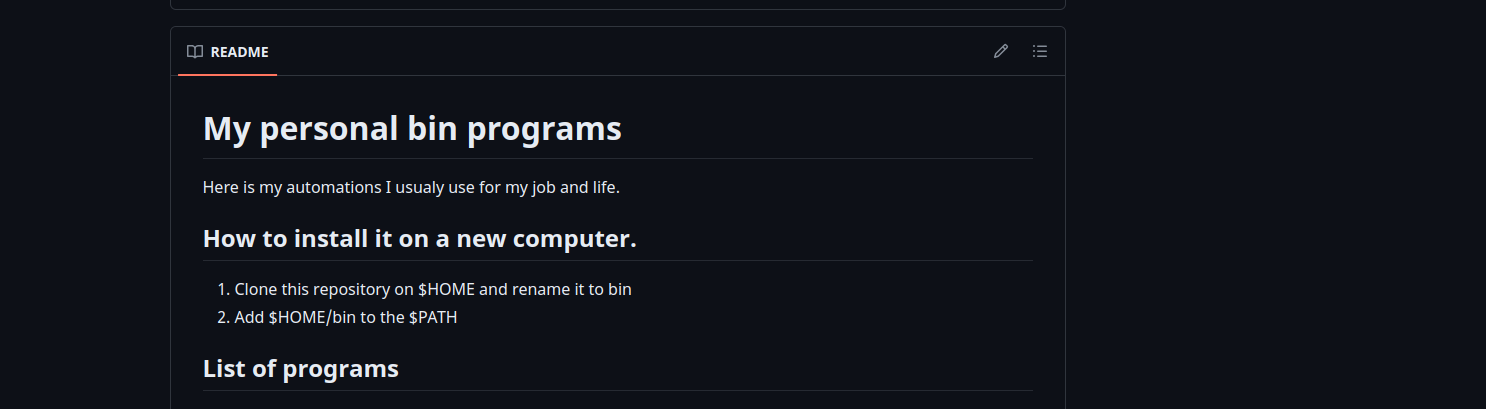 README
My personal bin programs
Here is my automations I usualy use for my job and life.
How to install it on a new computer.
1. Clone this repository on $HOME and rename it to bin
2. Add $HOME/bin to the $PATH
List of programs